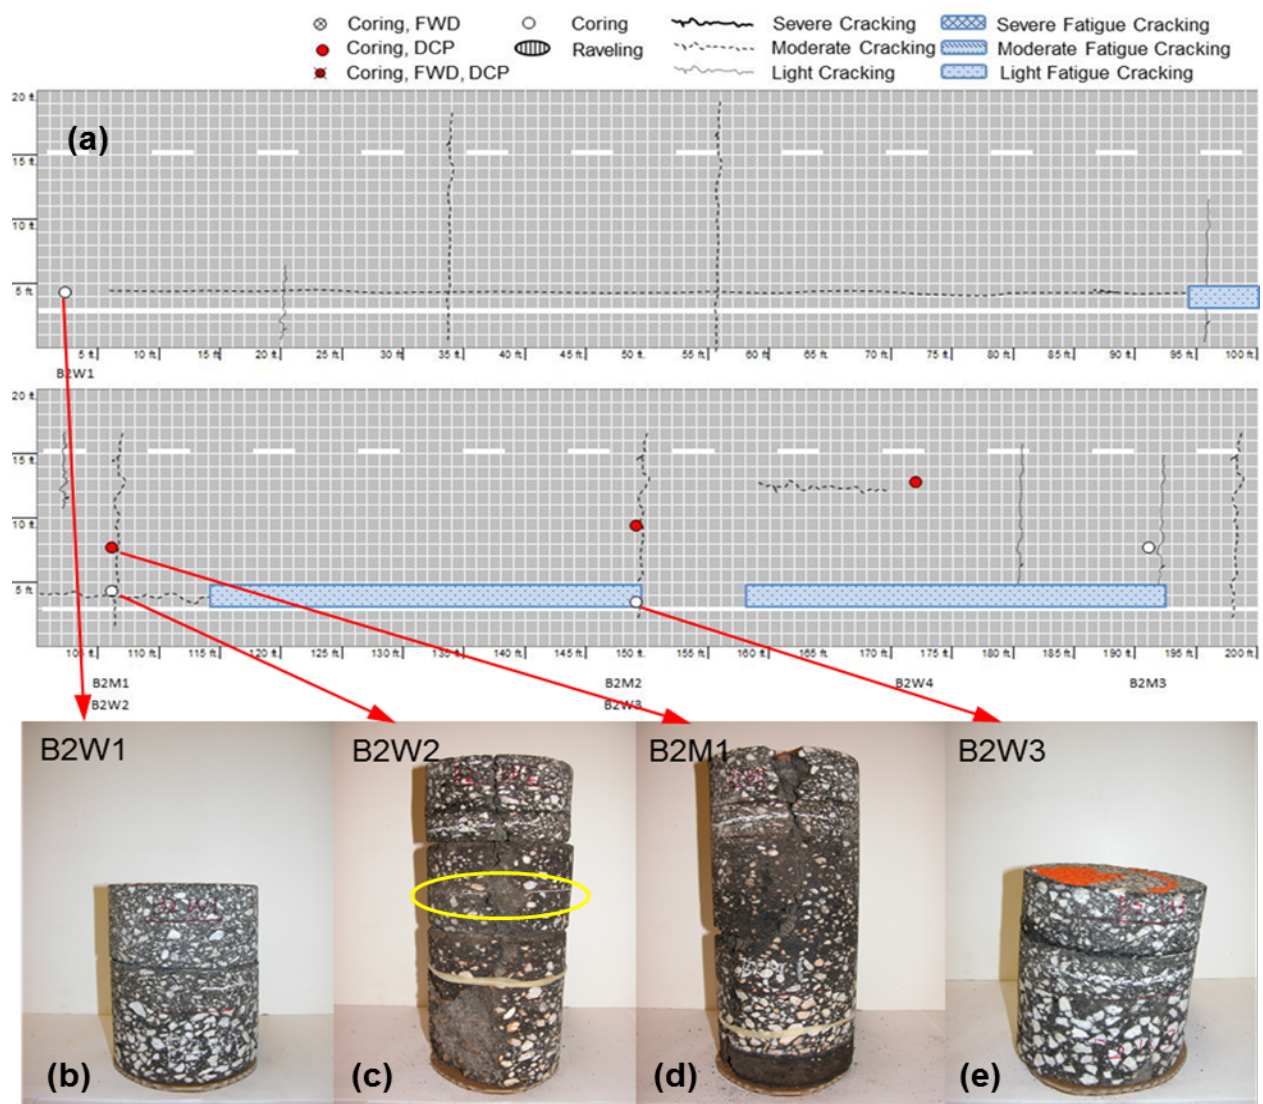 Coring, FWD Coring Severe Cracking Severe Fatigue Cracking
Coring, DCP Raveling Moderate Cracking Moderate Fatigue Cracking
Coring, FWD, DCP Light Cracking Light Fatigue Cracking
20 ft.
(a)
15 ft.
10 ft.
5 ft
5 ft. 10 ft. 15 ft. 20 ft. 25 ft. 30 ft. 35 ft. 40 ft. 45 ft. 50 ft. 55 ft. 60 ft. 65 ft. 70 ft. 75 ft. 80 ft. 85 ft. 90 ft. 95 ft. 100 ft.
B2W1
20 ft.
15 ft.
10 ft.
5 ft.
105 ft. 110 ft. 115 ft. 120 ft. 125 ft. 130 ft. 135 ft. 140 ft. 145 ft. 150 ft. 155 ft. 160 ft. 165 ft. 170 ft. 175 ft. 180 ft. 185 ft. 190 ft. 195 ft. 200 ft.
B2M1 B2M2 B2W4 B2M3
B2W2 B2W3
B2W1 B2W2 B2M1 B2W3
B2W1
(b) (c) (d) (e)